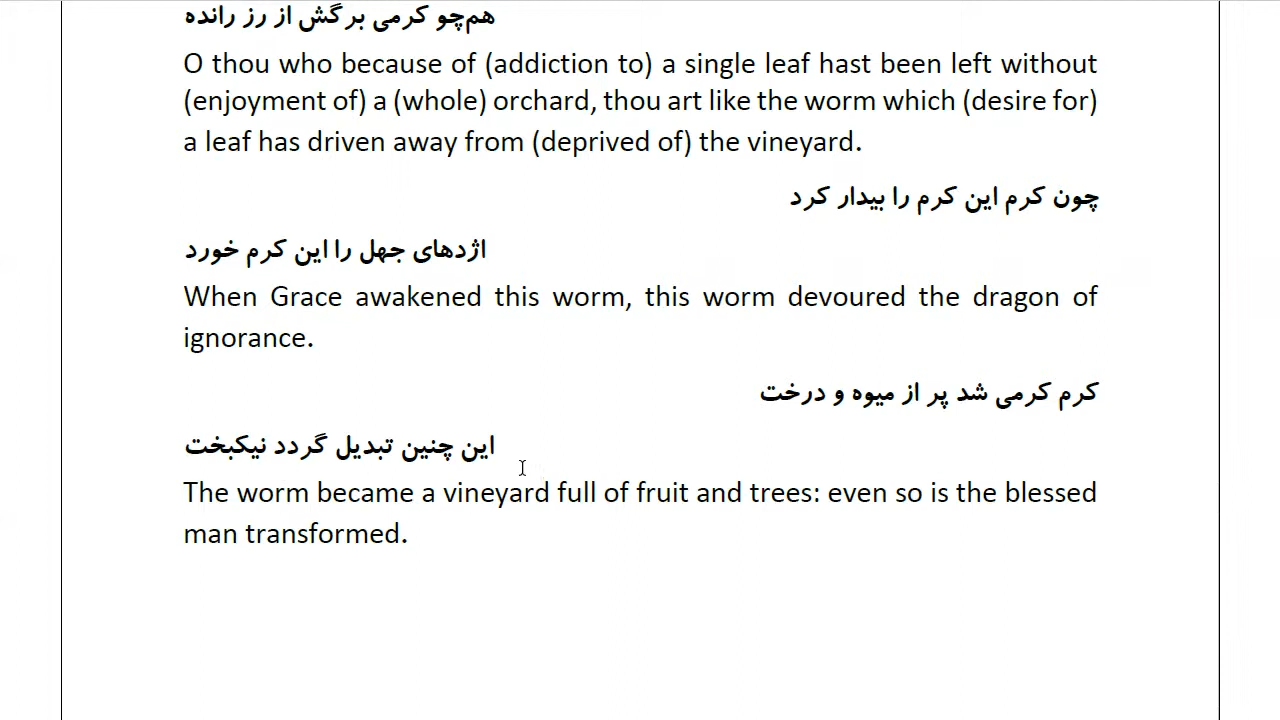 هم‌چو کرمی برگش از رز رانده
O thou who because of (addiction to) a single leaf hast been left without
(enjoyment of) a (whole) orchard, thou art like the worm which (desire for)
a leaf has driven away from (deprived of) the vineyard.
چون کرم این کرم را بیدار کرد
اژدهای جهل را این کرم خورد
When Grace awakened this worm, this worm devoured the dragon of
ignorance.
کرم کرمی شد پر از میوه و درخت
این چنین تبدیل گردد نیکبخت
The worm became a vineyard full of fruit and trees: even so is the blessed
man transformed.